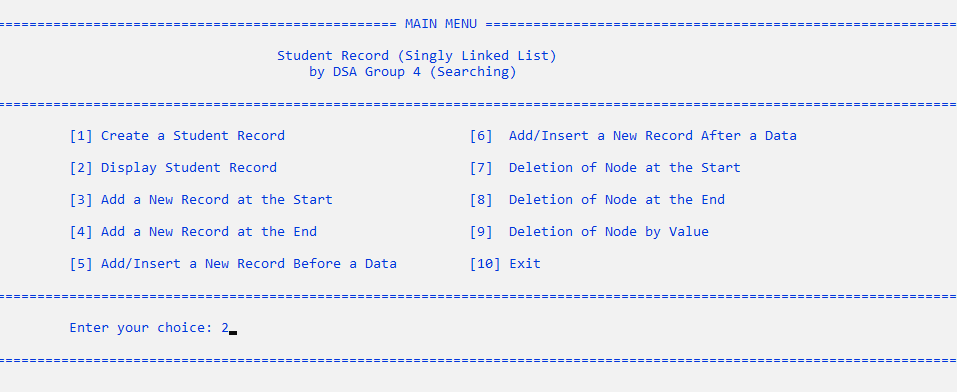 ================================================== MAIN MENU ===========================================================
Student Record (Singly Linked List)
by DSA Group 4 (Searching)
========================================================================================================================
[1] Create a Student Record [6] Add/Insert a New Record After a Data
[2] Display Student Record [7] Deletion of Node at the Start
[3] Add a New Record at the Start [8] Deletion of Node at the End
[4] Add a New Record at the End [9] Deletion of Node by Value
[5] Add/Insert a New Record Before a Data [10] Exit
========================================================================================================================
Enter your choice: 2
========================================================================================================================